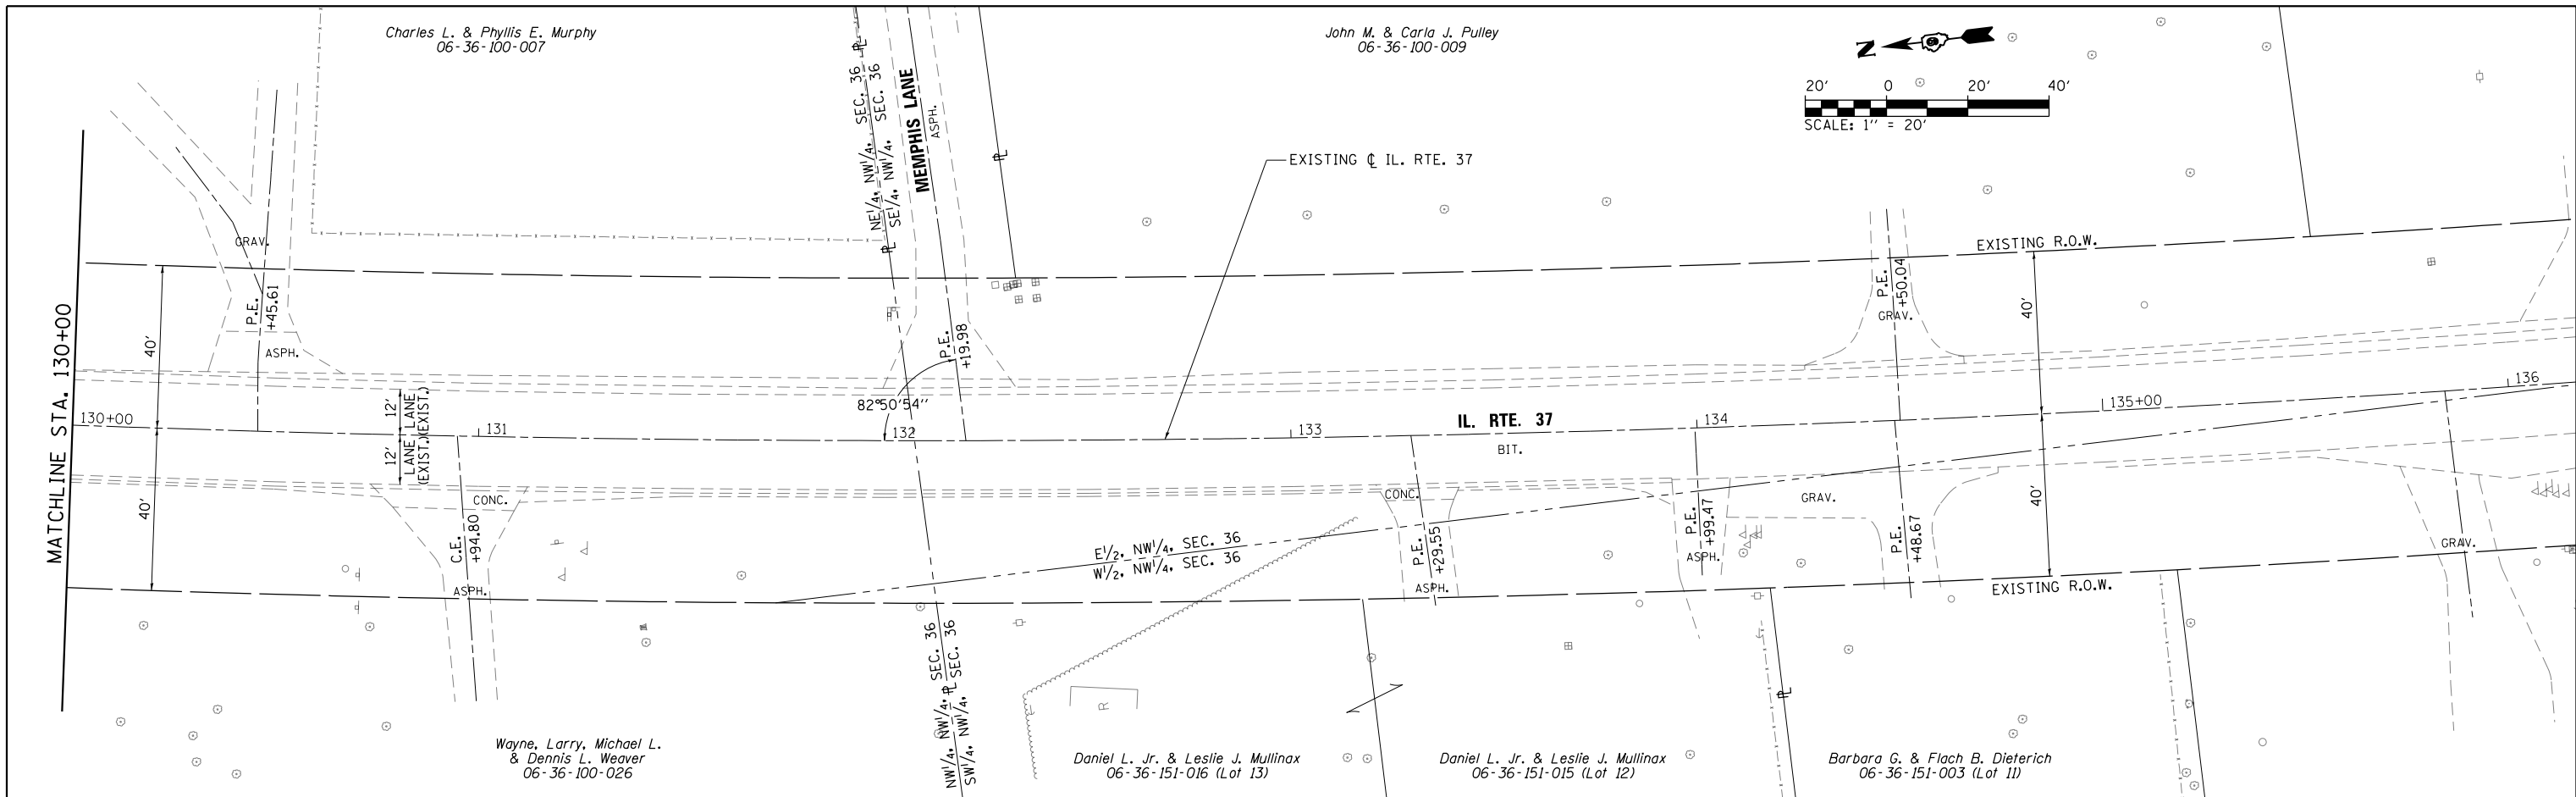 Charles L. & Phyllis E. Murphy
06-36-100-007
John M. & Carla J. Pulley
06-36-100-009
N
20' 0 20' 40'
SCALE: 1'' = 20'
NE1/4, NW1/4, SEC. 36
SE1/4, NW1/4, SEC. 36
MEMPHIS LANE
ASPH.
EXISTING ℄ IL. RTE. 37
GRAV.
EXISTING R.O.W.
P.E.
+45.61
ASPH.
40'
P.E.
+19.98
P.E.
+50.04
GRAV.
40'
MATCHLINE STA. 130+00
12'
LANE
(EXIST.)
82°50'54''
130+00
131
132
133
134
135+00
136
IL. RTE. 37
BIT.
12'
LANE
(EXIST.)
40'
CONC.
C.E.
+94.80
ASPH.
CONC.
P.E.
+29.55
ASPH.
P.E.
+99.47
ASPH.
GRAV.
P.E.
+48.67
40'
GRAV.
E1/2, NW1/4, SEC. 36
W1/2, NW1/4, SEC. 36
EXISTING R.O.W.
NW1/4, NW1/4, SEC. 36
SW1/4, NW1/4, SEC. 36
R
Wayne, Larry, Michael L.
& Dennis L. Weaver
06-36-100-026
Daniel L. Jr. & Leslie J. Mullinax
06-36-151-016 (Lot 13)
Daniel L. Jr. & Leslie J. Mullinax
06-36-151-015 (Lot 12)
Barbara G. & Flach B. Dieterich
06-36-151-003 (Lot 11)